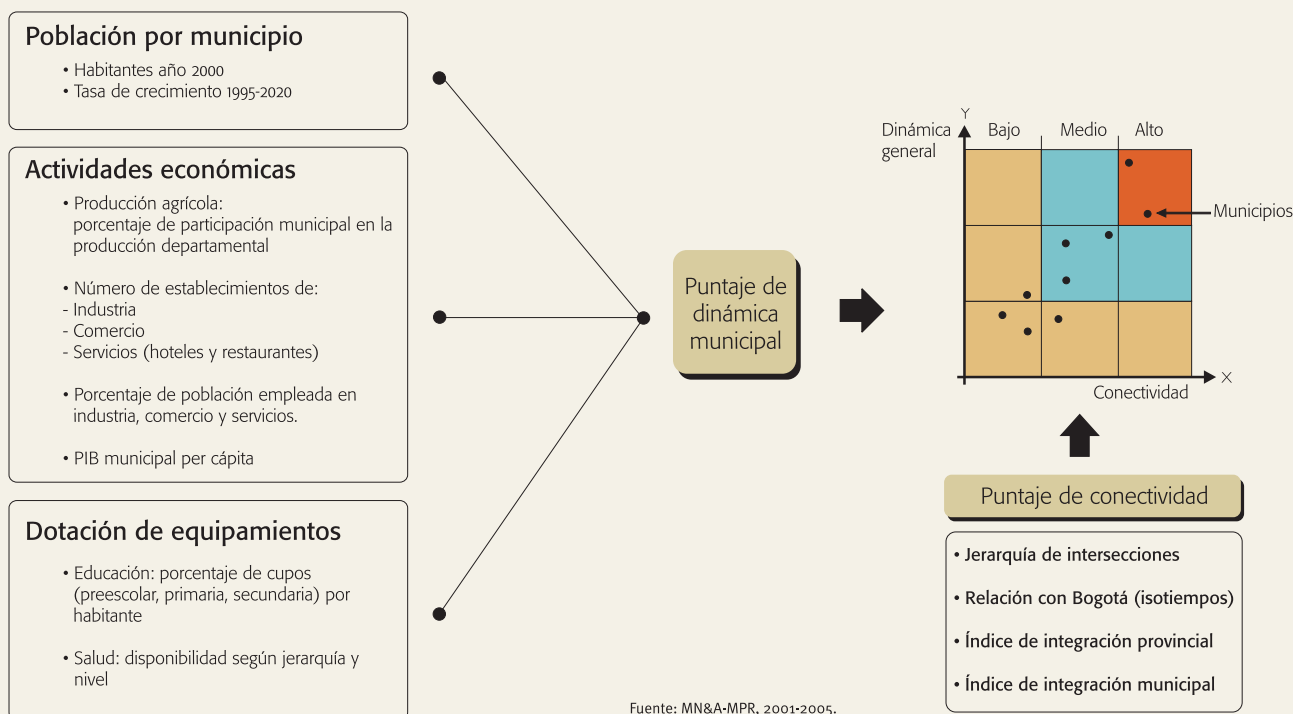 Población por municipio
• Habitantes año 2000
• Tasa de crecimiento 1995-2020
Actividades económicas
• Producción agrícola:
porcentaje de participación municipal en la
producción departamental
• Número de establecimientos de:
- Industria
- Comercio
- Servicios (hoteles y restaurantes)
• Porcentaje de población empleada en
industria, comercio y servicios.
• PIB municipal per cápita
Dotación de equipamientos
• Educación: porcentaje de cupos
(preescolar, primaria, secundaria) por
habitante
• Salud: disponibilidad según jerarquía y
nivel
Puntaje de
dinámica
municipal
Y
Dinámica
general
Bajo
Medio
Alto
Municipios
X
Conectividad
Puntaje de conectividad
• Jerarquía de intersecciones
• Relación con Bogotá (isotiempos)
• Índice de integración provincial
• Índice de integración municipal
Fuente: MN&A-MPR, 2001-2005.